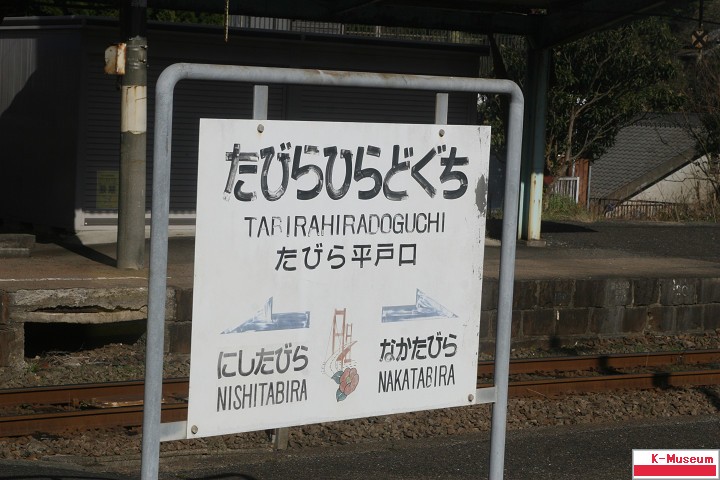 たびらひらどぐち
TABIRAHIRADOGUCHI
たびら平戸口
にしたびら
NISHITABIRA
なかたびら
NAKATABIRA
K-Museum